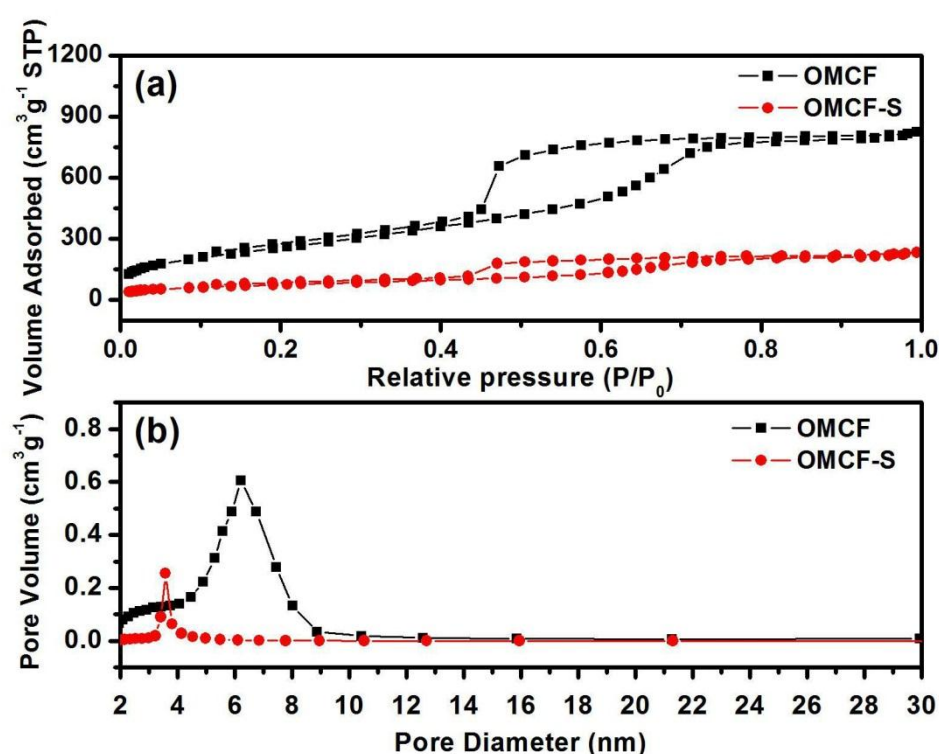 Volume Adsorbed (cm³g⁻¹ STP)
1200
900
600
300
0
(a)
OMCF
OMCF-S
0.0 0.2 0.4 0.6 0.8 1.0
Relative pressure (P/P₀)
Pore Volume (cm³g⁻¹)
0.8
0.6
0.4
0.2
0.0
(b)
OMCF
OMCF-S
2 4 6 8 10 12 14 16 18 20 22 24 26 28 30
Pore Diameter (nm)